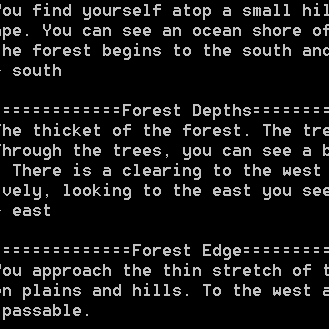 You find yourself atop a small hil
ape. You can see an ocean shore of
he forest begins to the south and
south
============Forest Depths========
The thicket of the forest. The tre
Through the trees, you can see a b
There is a clearing to the west
vely, looking to the east you see
east
=============Forest Edge=========
You approach the thin stretch of t
en plains and hills. To the west a
passable.